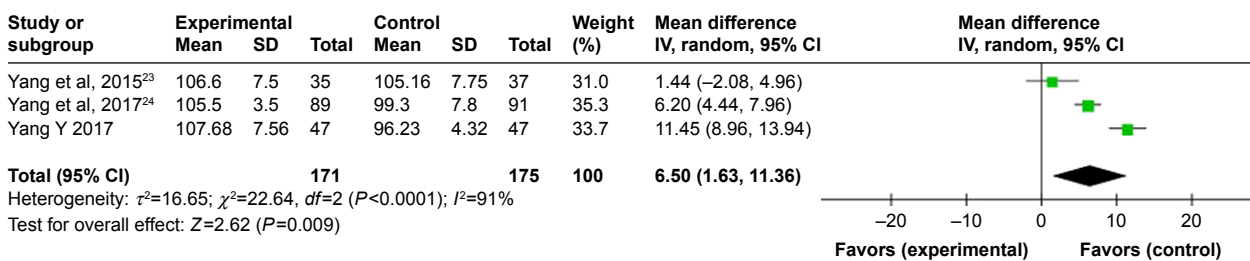 Study or Experimental Control Weight Mean difference Mean difference
subgroup Mean SD Total Mean SD Total (%) IV, random, 95% CI IV, random, 95% CI
Yang et al, 2015²³ 106.6 7.5 35 105.16 7.75 37 31.0 1.44 (–2.08, 4.96)
Yang et al, 2017²⁴ 105.5 3.5 89 99.3 7.8 91 35.3 6.20 (4.44, 7.96)
Yang Y 2017 107.68 7.56 47 96.23 4.32 47 33.7 11.45 (8.96, 13.94)
Total (95% CI) 171 175 100 6.50 (1.63, 11.36)
Heterogeneity: τ²=16.65; χ²=22.64, df=2 (P<0.0001); I²=91%
Test for overall effect: Z=2.62 (P=0.009)
–20 –10 0 10 20
Favors (experimental) Favors (control)